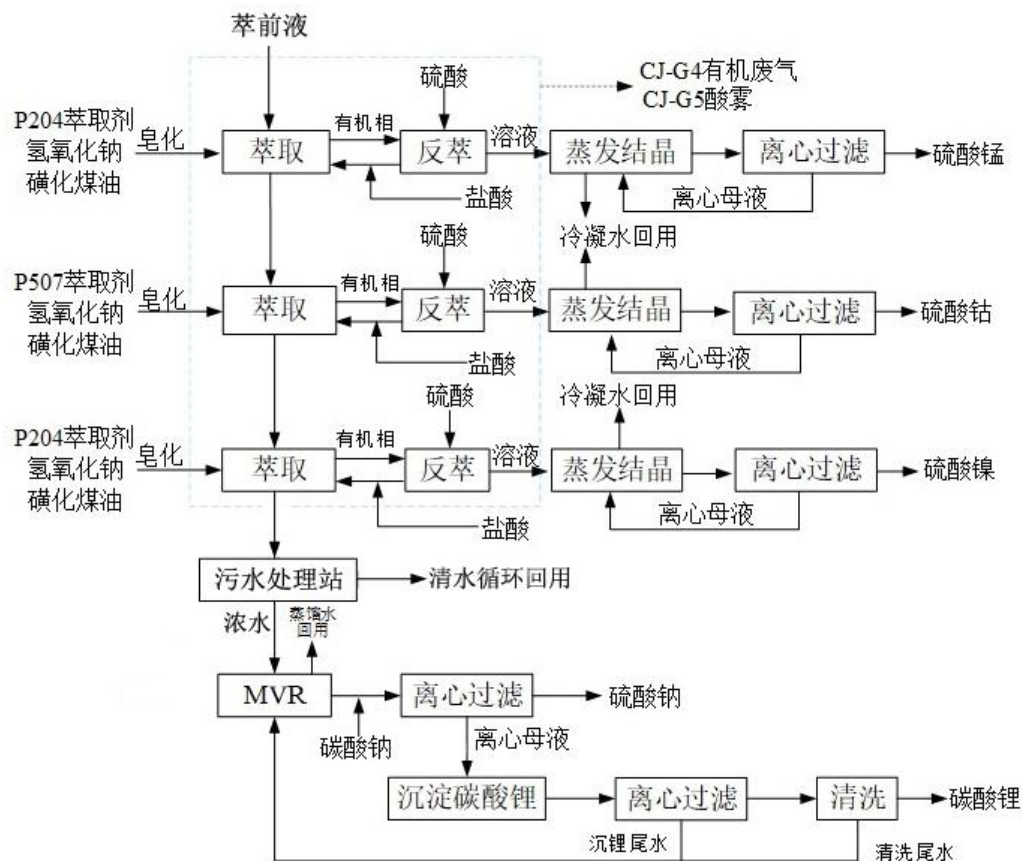 萃前液
硫酸
CJ-G4有机废气
CJ-G5酸雾
P204萃取剂
氢氧化钠
磺化煤油
皂化
萃取
有机相
反萃
溶液
蒸发结晶
离心过滤
硫酸锰
盐酸
离心母液
冷凝水回用
硫酸
P507萃取剂
氢氧化钠
磺化煤油
皂化
萃取
有机相
反萃
溶液
蒸发结晶
离心过滤
硫酸钴
盐酸
离心母液
冷凝水回用
硫酸
P204萃取剂
氢氧化钠
磺化煤油
皂化
萃取
有机相
反萃
溶液
蒸发结晶
离心过滤
硫酸镍
盐酸
离心母液
污水处理站
清水循环回用
浓水
蒸馏水
回用
MVR
碳酸钠
离心过滤
硫酸钠
离心母液
沉淀碳酸锂
离心过滤
清洗
碳酸锂
沉锂尾水
清洗尾水